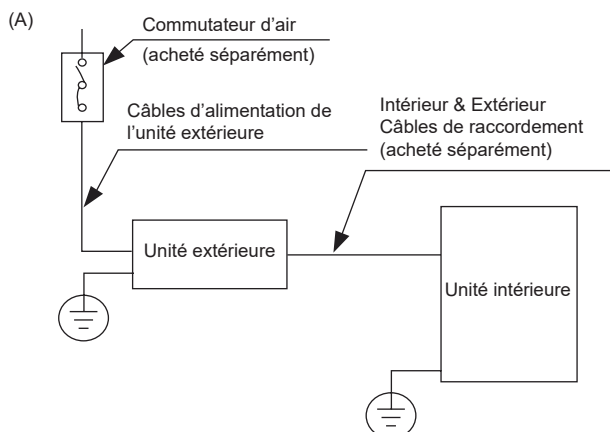 (A)
Commutateur d'air
(acheté séparément)
Câbles d'alimentation de
l'unité extérieure
Intérieur & Extérieur
Câbles de raccordement
(acheté séparément)
Unité extérieure
Unité intérieure